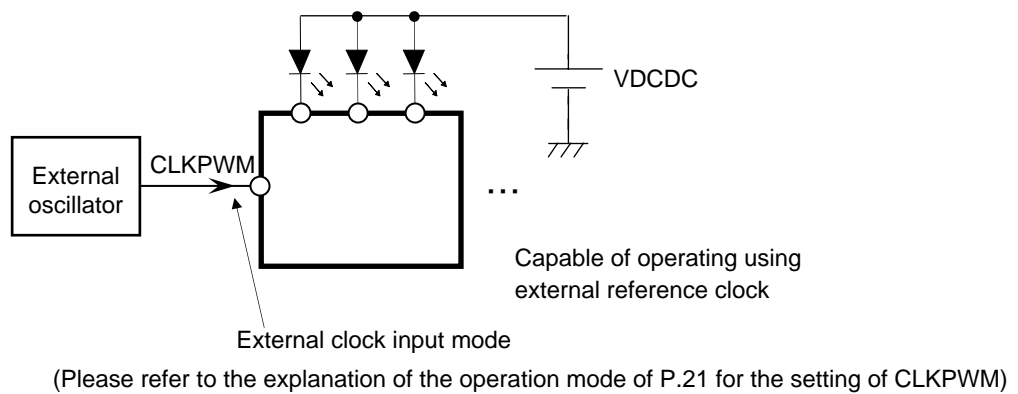 VDCDC
CLKPWM
External
oscillator
...
Capable of operating using
external reference clock
External clock input mode
(Please refer to the explanation of the operation mode of P.21 for the setting of CLKPWM)